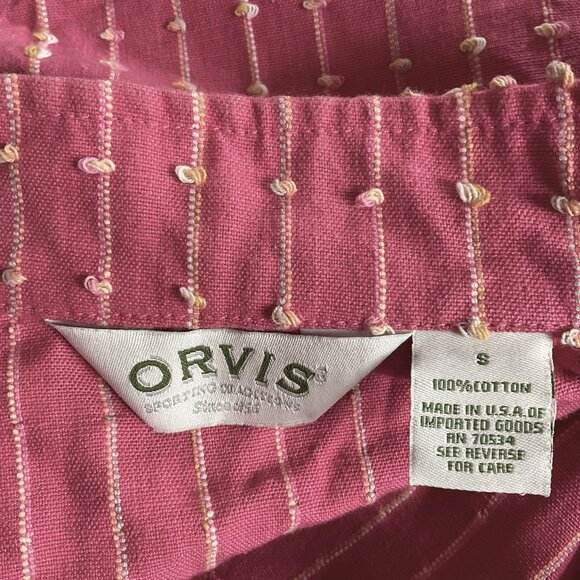 ORVIS®
SPORTING TRADITIONS
Since 1856
S
100%COTTON
MADE IN U.S.A.OF
IMPORTED GOODS
RN 70534
SEE REVERSE
FOR CARE